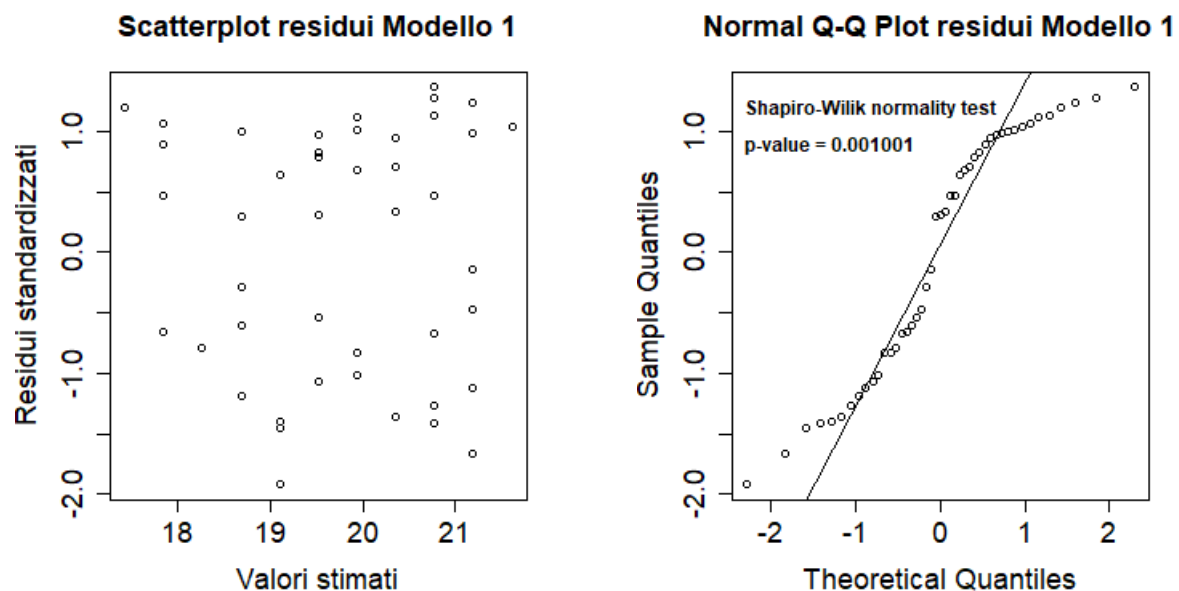 Scatterplot residui Modello 1
Residui standardizzati
1.0
0.0
-1.0
-2.0
18
19
20
21
Valori stimati
Normal Q-Q Plot residui Modello 1
Shapiro-Wilik normality test
p-value = 0.001001
Sample Quantiles
1.0
0.0
-1.0
-2.0
-2
-1
0
1
2
Theoretical Quantiles